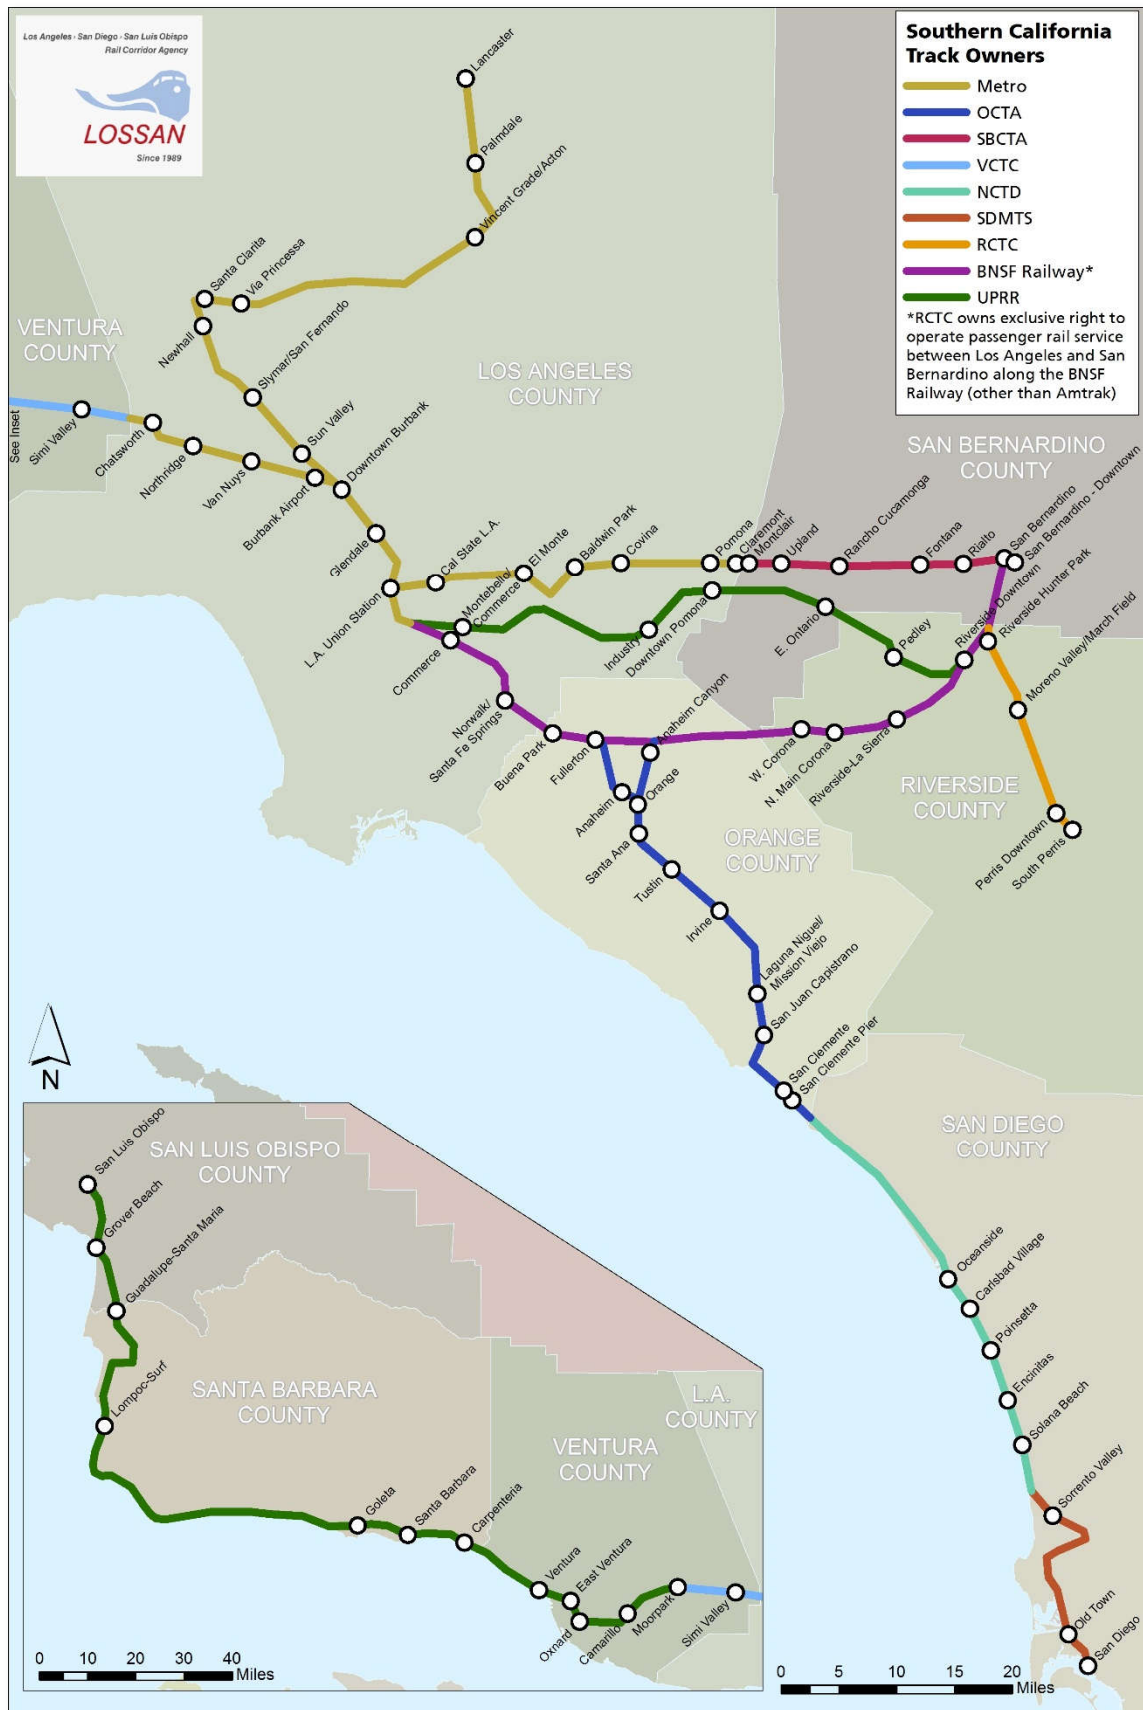 Los Angeles - San Diego - San Luis Obispo
Rail Corridor Agency
LOSSAN
Since 1989
Southern California
Track Owners
Metro
OCTA
SBCTA
VCTC
NCTD
SDMTS
RCTC
BNSF Railway*
UPRR
*RCTC owns exclusive right to
operate passenger rail service
between Los Angeles and San
Bernardino along the BNSF
Railway (other than Amtrak)
Lancaster
Palmdale
Vincent Grade/Acton
Santa Clarita
Via Princessa
Newhall
Slymar/San Fernando
VENTURA
COUNTY
LOS ANGELES
COUNTY
SAN BERNARDINO
COUNTY
See Inset
Simi Valley
Chatsworth
Northridge
Van Nuys
Burbank Airport
Sun Valley
Downtown Burbank
Glendale
L.A. Union Station
Cal State L.A.
El Monte
Baldwin Park
Covina
Pomona
Claremont
Montclair
Upland
Rancho Cucamonga
Fontana
Rialto
San Bernardino
San Bernardino - Downtown
Montebello/
Commerce
Commerce
Industry
Downtown Pomona
E. Ontario
Pedley
Riverside Downtown
Riverside Hunter Park
Moreno Valley/March Field
Norwalk/
Santa Fe Springs
Buena Park
Fullerton
Anaheim Canyon
W. Corona
N. Main Corona
Riverside-La Sierra
RIVERSIDE
COUNTY
Perris Downtown
South Perris
Anaheim
Orange
ORANGE
COUNTY
Santa Ana
Tustin
Irvine
Laguna Niguel/
Mission Viejo
San Juan Capistrano
San Clemente
San Clemente Pier
N
SAN DIEGO
COUNTY
Oceanside
Carlsbad Village
Poinsetta
Encinitas
Solana Beach
Sorrento Valley
Old Town
San Diego
SAN LUIS OBISPO
COUNTY
San Luis Obispo
Grover Beach
Guadalupe-Santa Maria
Lompoc-Surf
SANTA BARBARA
COUNTY
L.A.
COUNTY
VENTURA
COUNTY
Goleta
Santa Barbara
Carpenteria
Ventura
East Ventura
Oxnard
Camarillo
Moorpark
Simi Valley
0 10 20 30 40
Miles
0 5 10 15 20
Miles